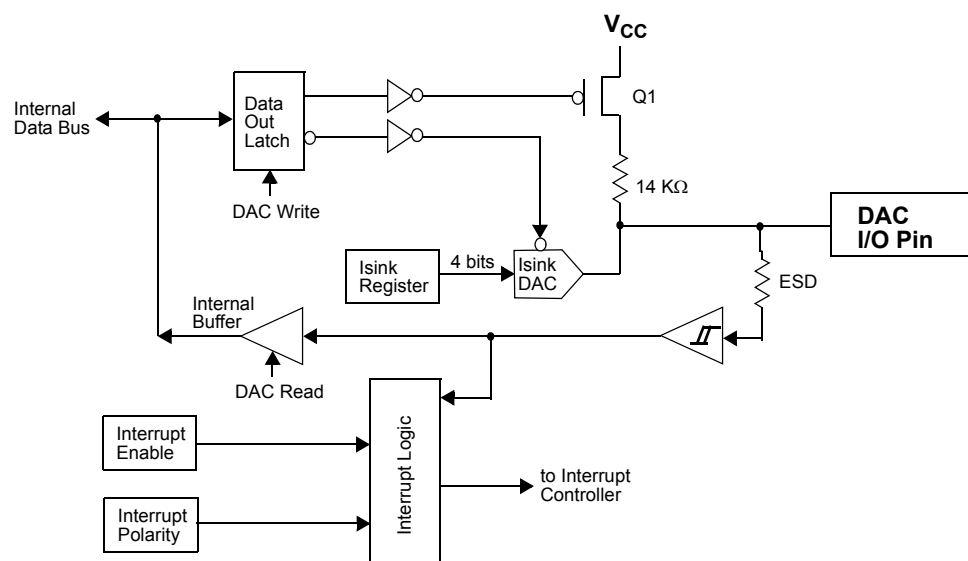 VCC
Internal
Data Bus
Data
Out
Latch
Q1
DAC Write
14 KΩ
DAC
I/O Pin
Isink
Register
4 bits
Isink
DAC
ESD
Internal
Buffer
DAC Read
Interrupt
Enable
Interrupt Logic
to Interrupt
Controller
Interrupt
Polarity